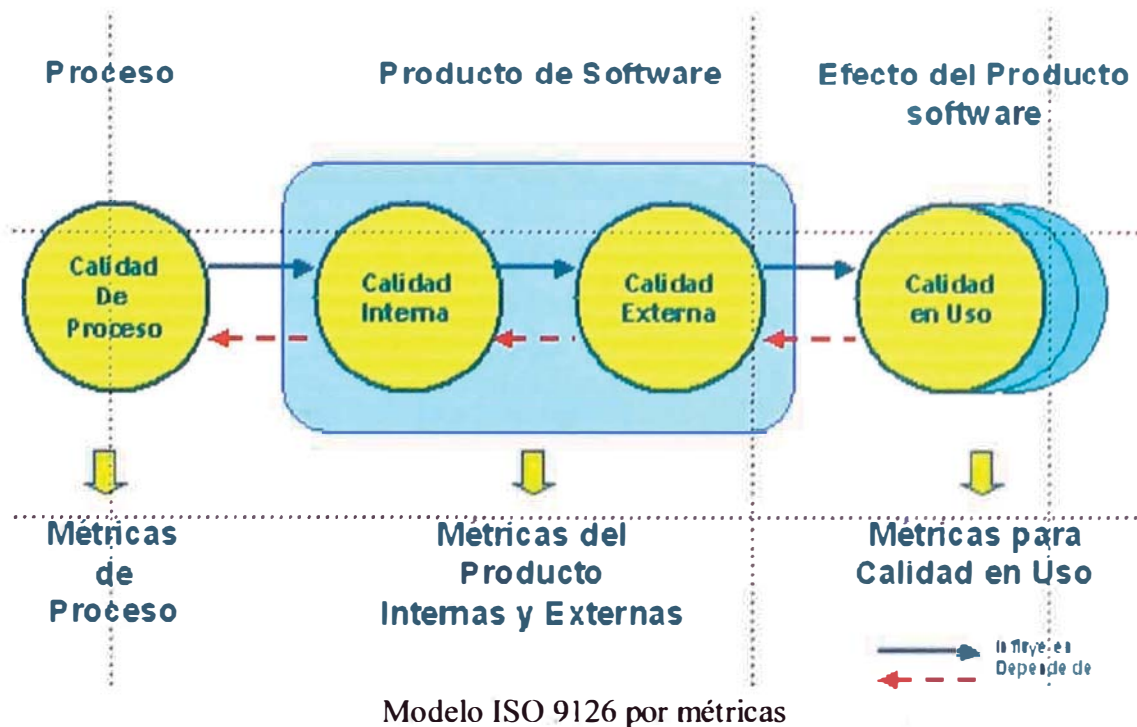 Proceso
Producto de Software
Efecto del Producto
software
Calidad
De
Proceso
Calidad
Interna
Calidad
Externa
Calidad
en Uso
Métricas
de
Proceso
Métricas del
Producto
Internas y Externas
Métricas para
Calidad en Uso
Influye en
Depende de
Modelo ISO 9126 por métricas